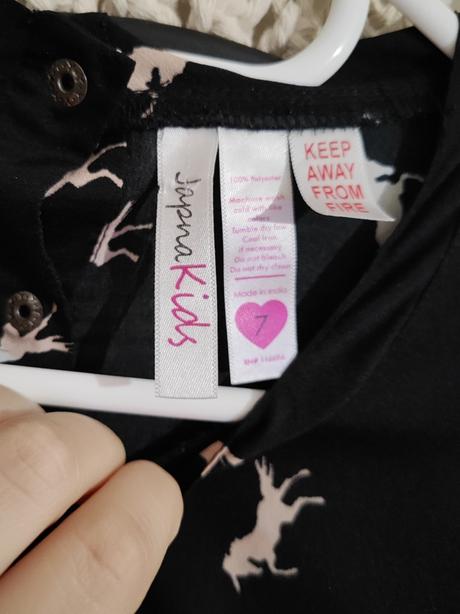 Japna Kids
100% Polyester
Machine wash
cold with like
colors
Tumble dry low
Cool Iron
if necessary
Do not bleach
Do not dry clean
Made in India
7
KEEP
AWAY
FROM
FIRE